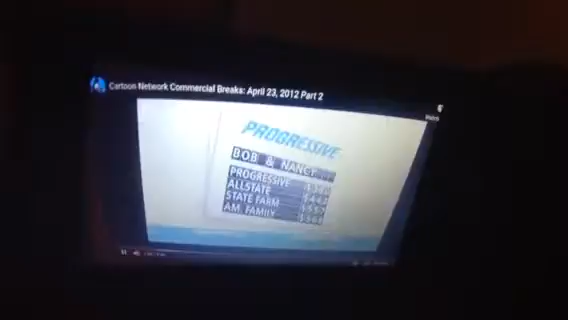 Cartoon Network Commercial Breaks: April 23, 2012 Part 2
PROGRESSIVE
BOB & NANCY
PROGRESSIVE
ALLSTATE
STATE FARM
AM. FAMILY